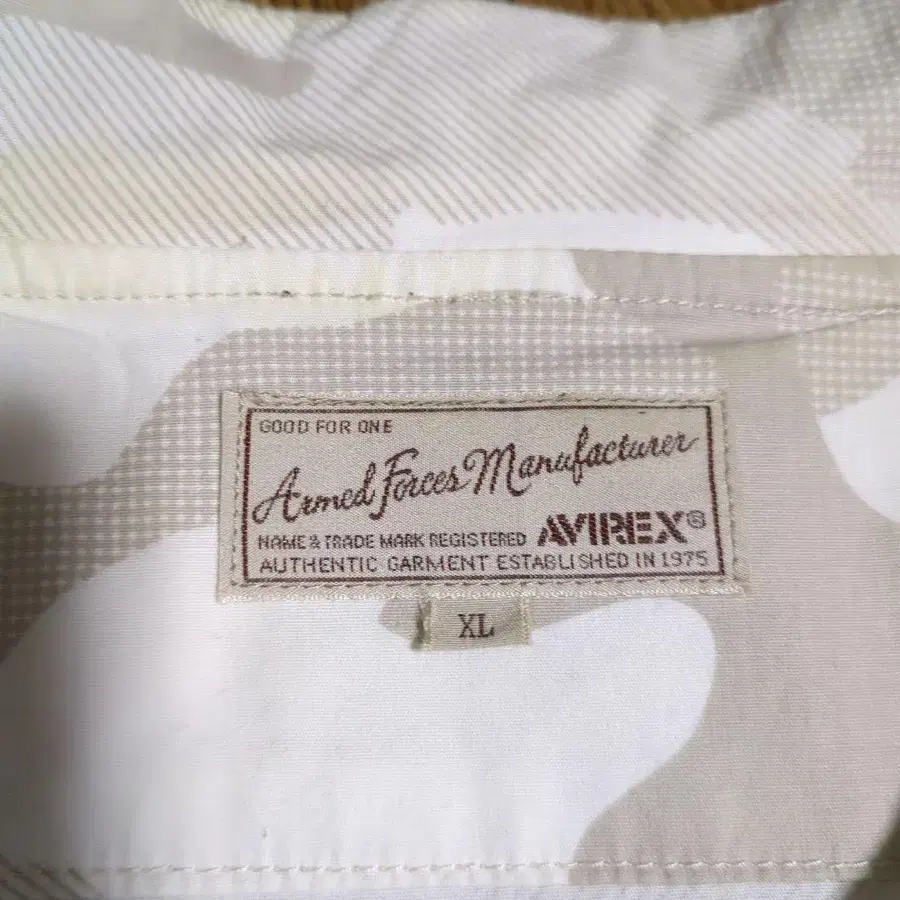 GOOD FOR ONE
Armed Forces Manufacturer
NAME & TRADE MARK REGISTERED AVIREX®
AUTHENTIC GARMENT ESTABLISHED IN 1975
XL